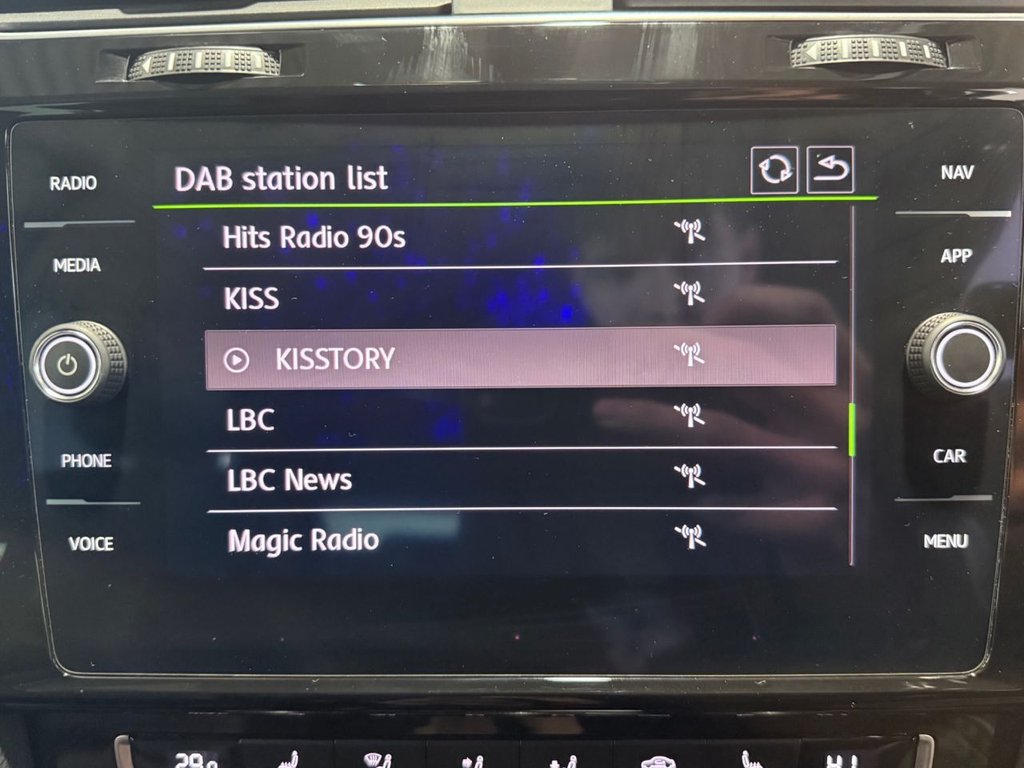 RADIO
MEDIA
PHONE
VOICE
DAB station list
Hits Radio 90s
KISS
KISSTORY
LBC
LBC News
Magic Radio
NAV
APP
CAR
MENU